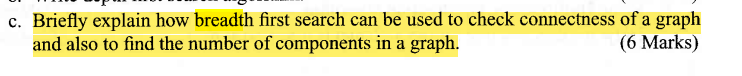 c. Briefly explain how breadth first search can be used to check connectness of a graph
and also to find the number of components in a graph. (6 Marks)